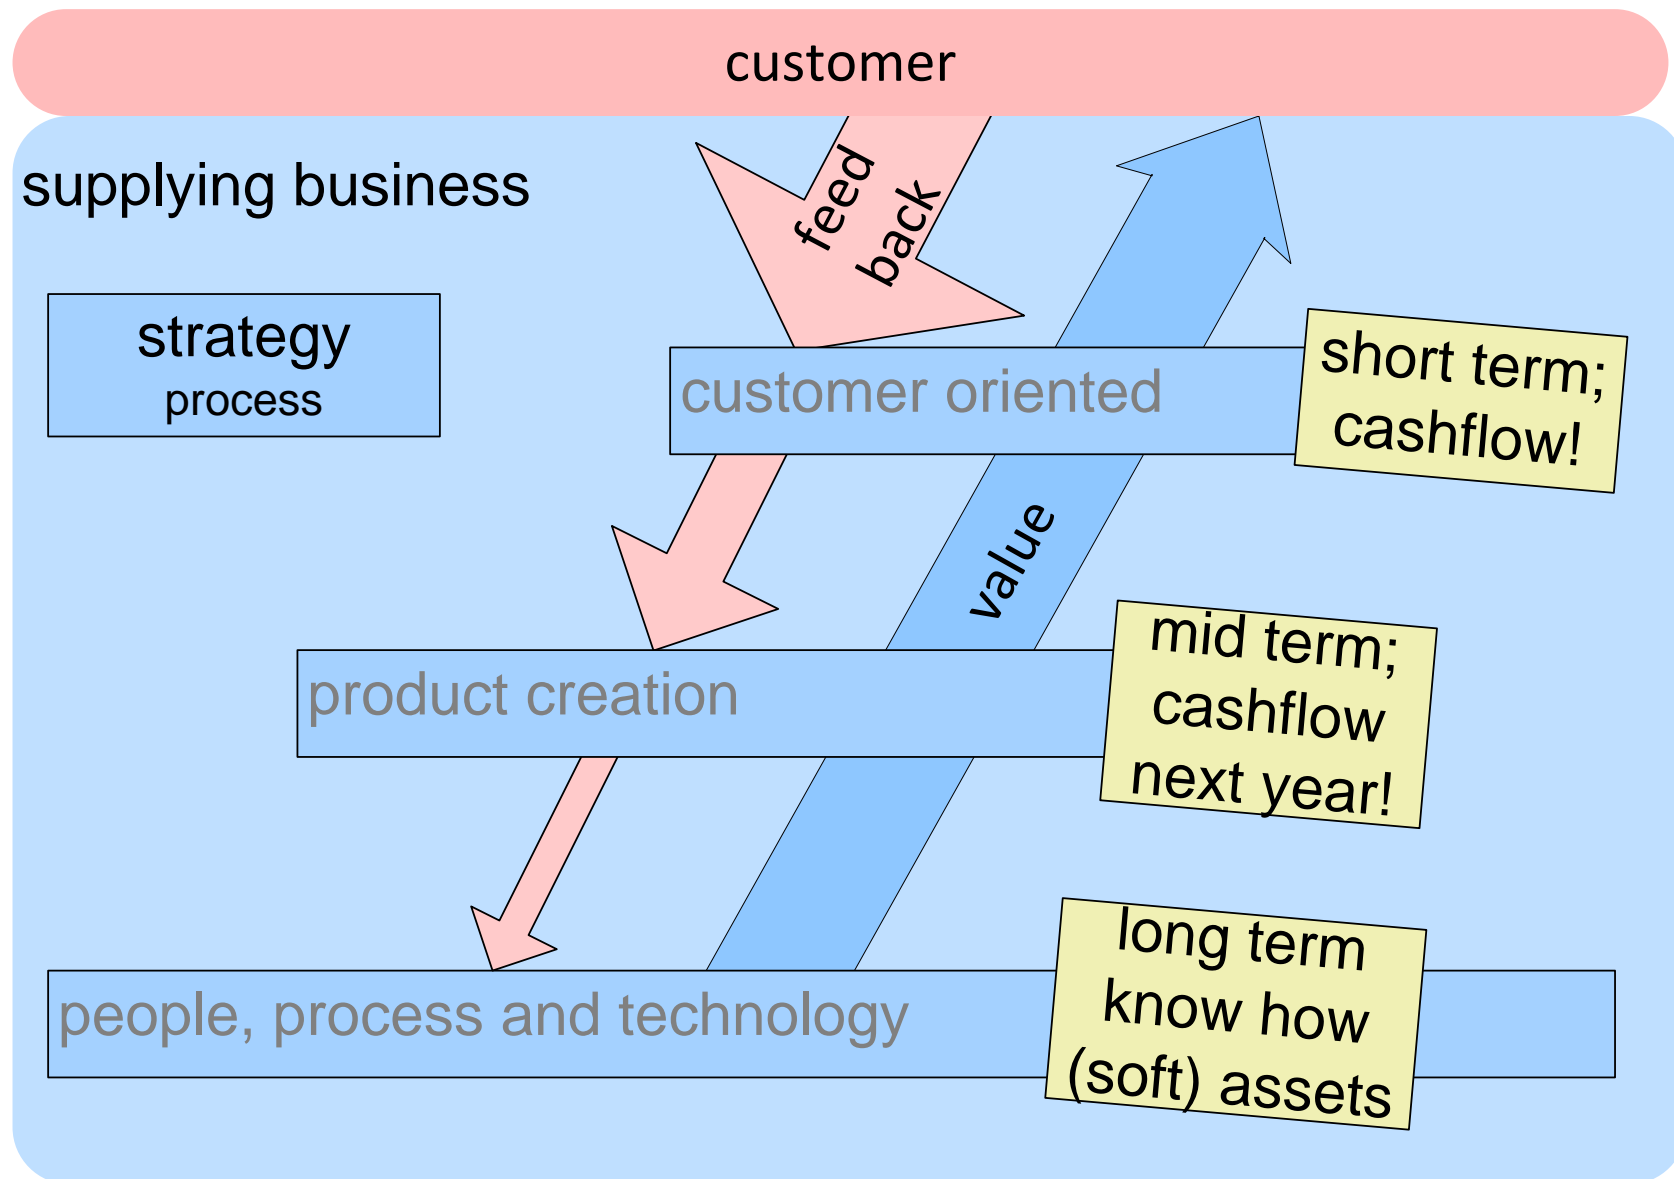 customer
supplying business
feed
back
strategy
process
customer oriented
short term;
cashflow!
value
product creation
mid term;
cashflow
next year!
people, process and technology
long term
know how
(soft) assets